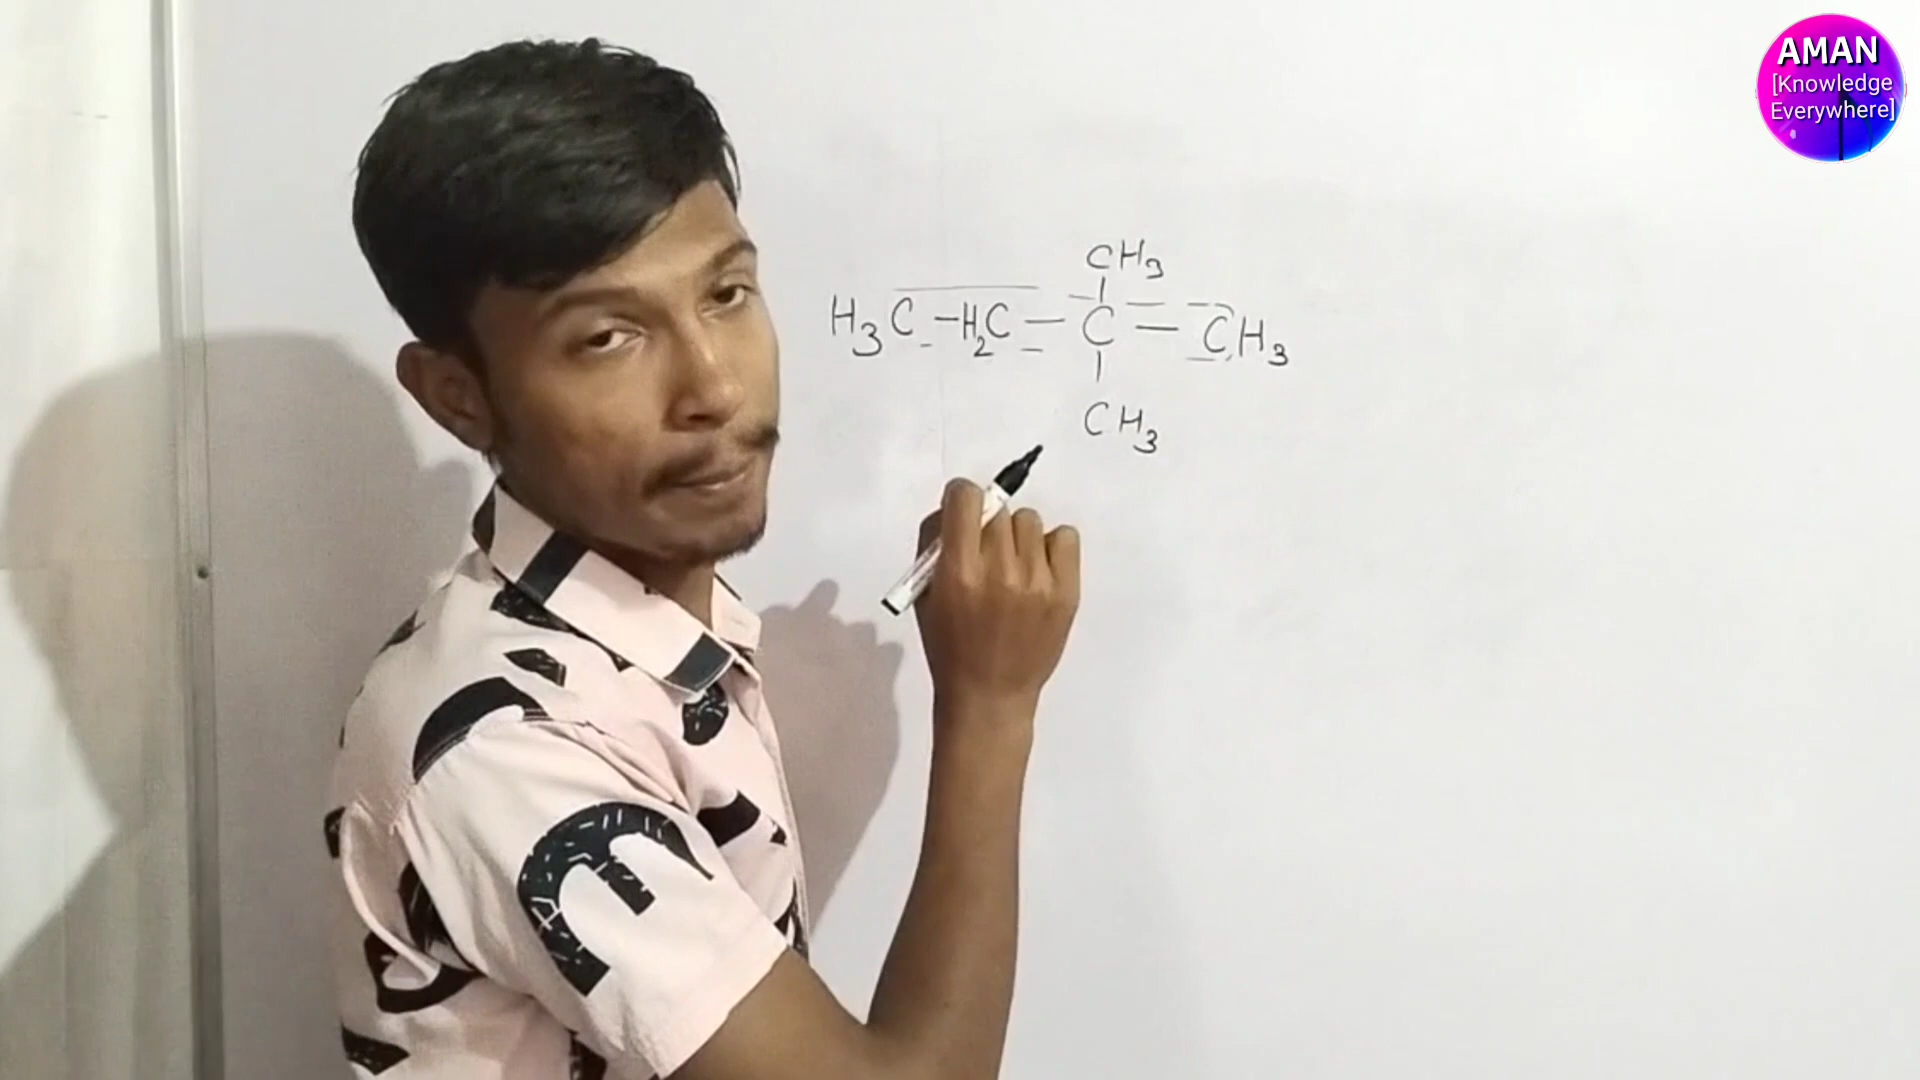 AMAN
[Knowledge
Everywhere]
CH3
H3C-H2C-C-CH3
CH3